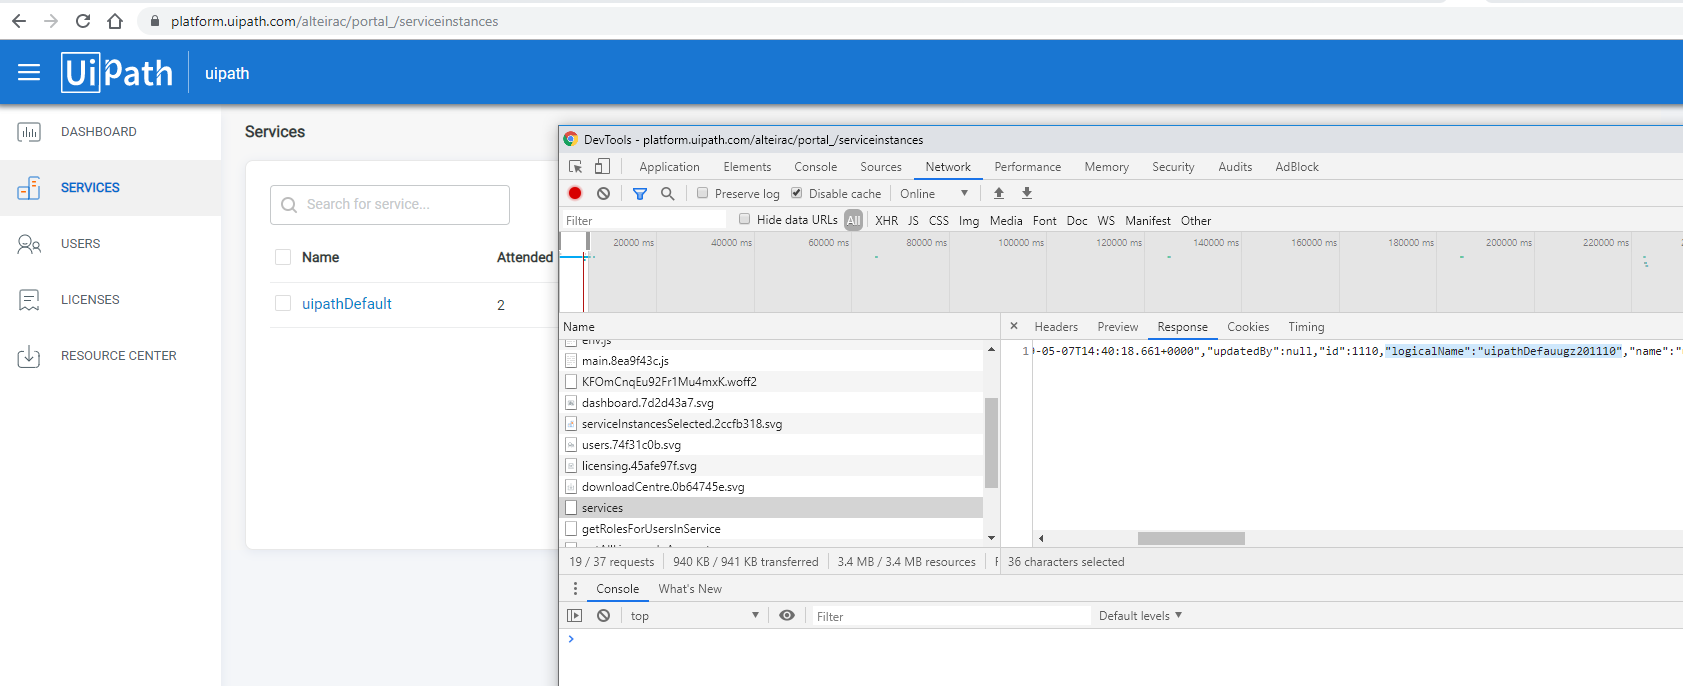 platform.uipath.com/alteirac/portal_/serviceinstances
UiPath uipath
DASHBOARD
SERVICES
USERS
LICENSES
RESOURCE CENTER
Services
Search for service...
Name Attended
uipathDefault 2
DevTools - platform.uipath.com/alteirac/portal_/serviceinstances
Application Elements Console Sources Network Performance Memory Security Audits AdBlock
Preserve log Disable cache Online
Filter Hide data URLs All XHR JS CSS Img Media Font Doc WS Manifest Other
20000 ms 40000 ms 60000 ms 80000 ms 100000 ms 120000 ms 140000 ms 160000 ms 180000 ms 200000 ms 220000 ms
Name
env.js
main.8ea9f43c.js
KFOmCnqEu92Fr1Mu4mxK.woff2
dashboard.7d2d43a7.svg
serviceInstancesSelected.2ccfb318.svg
users.74f31c0b.svg
licensing.45afe97f.svg
downloadCentre.0b64745e.svg
services
getRolesForUsersInService
19 / 37 requests 940 KB / 941 KB transferred 3.4 MB / 3.4 MB resources
Headers Preview Response Cookies Timing
1 -05-07T14:40:18.661+0000","updatedBy":null,"id":1110,"logicalName":"uipathDefauugz201110","name":"
36 characters selected
Console What's New
top Filter Default levels